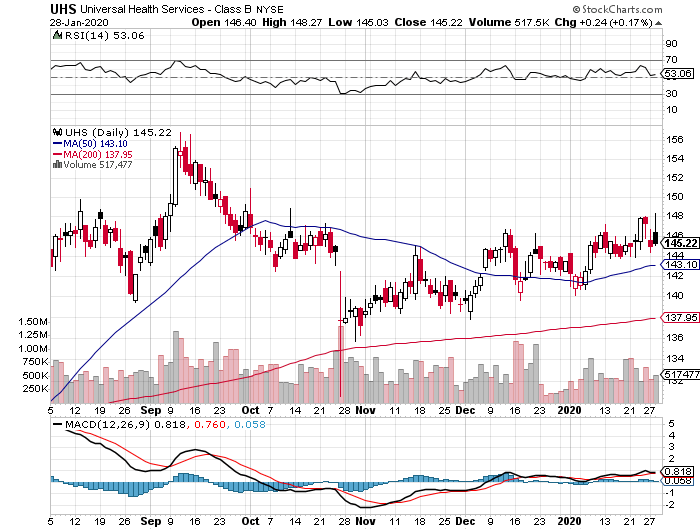 UHS Universal Health Services - Class B NYSE © StockCharts.com
28-Jan-2020 Open 146.40 High 148.27 Low 145.03 Close 145.22 Volume 517.5K Chg +0.24 (+0.17%)
RSI(14) 53.06
90
70
53.06
50
30
10
UHS (Daily) 145.22
MA(50) 143.10
MA(200) 137.95
Volume 517,477
156
154
152
150
148
146
145.22
144
143.10
142
140
138
137.95
136
134
132
1.50M
1.25M
1.00M
750K
500K
250K
517477
5 12 19 26 Sep 9 16 23 Oct 7 14 21 28 Nov 11 18 25 Dec 9 16 23 2020 13 21 27
MACD(12,26,9) 0.818, 0.760, 0.058
5
4
3
2
1
0.818
0.058
-1
-2
5 12 19 26 Sep 9 16 23 Oct 7 14 21 28 Nov 11 18 25 Dec 9 16 23 2020 13 21 27